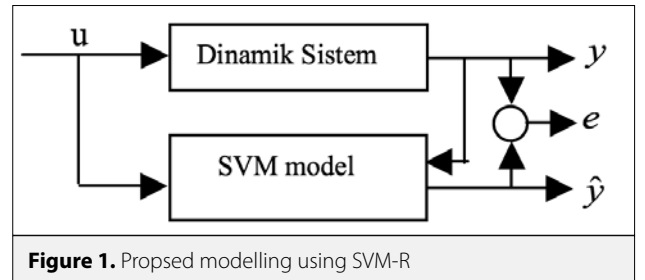 u
Dinamik Sistem
y
e
SVM model
ŷ
Figure 1. Propsed modelling using SVM-R